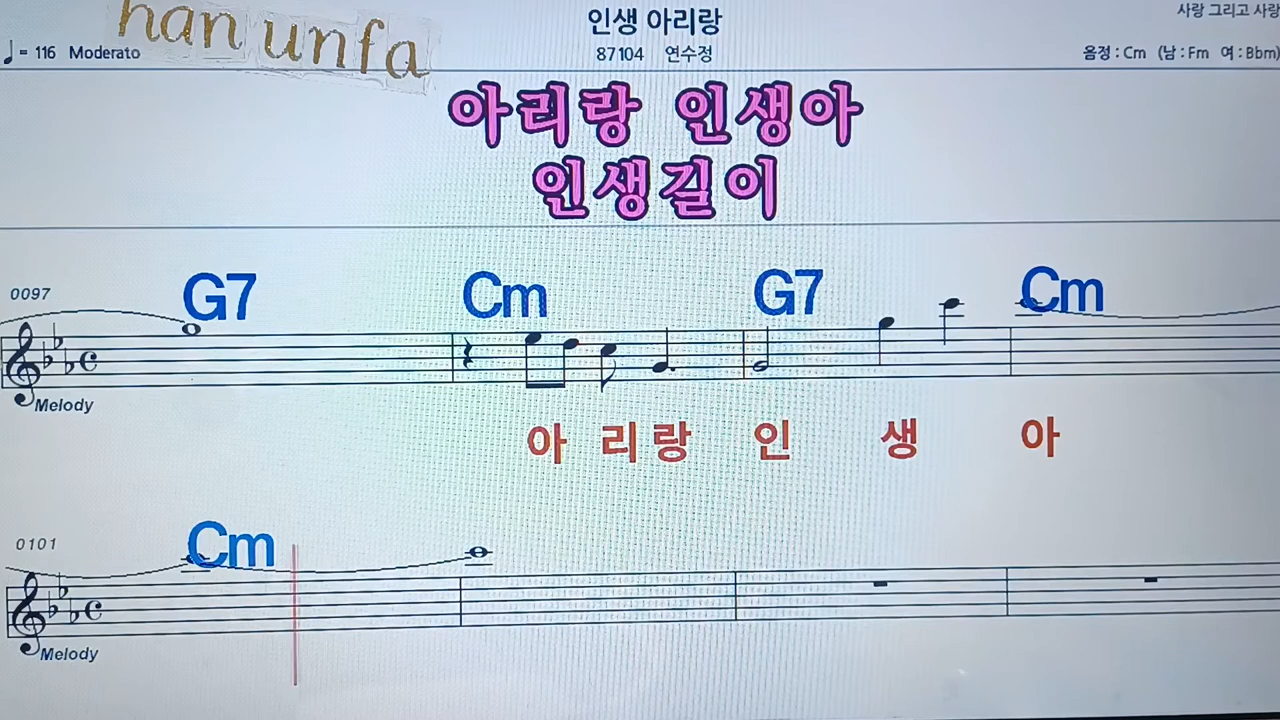 han unfa
인생 아리랑
사랑 그리고 사랑
♩= 116 Moderato
87104 연수정
음정 : Cm (남 : Fm 여 : Bbm)
아리랑 인생아
인생길이
0097
G7 Cm G7 Cm
Melody
아 리 랑 인 생 아
0101
Cm
Melody